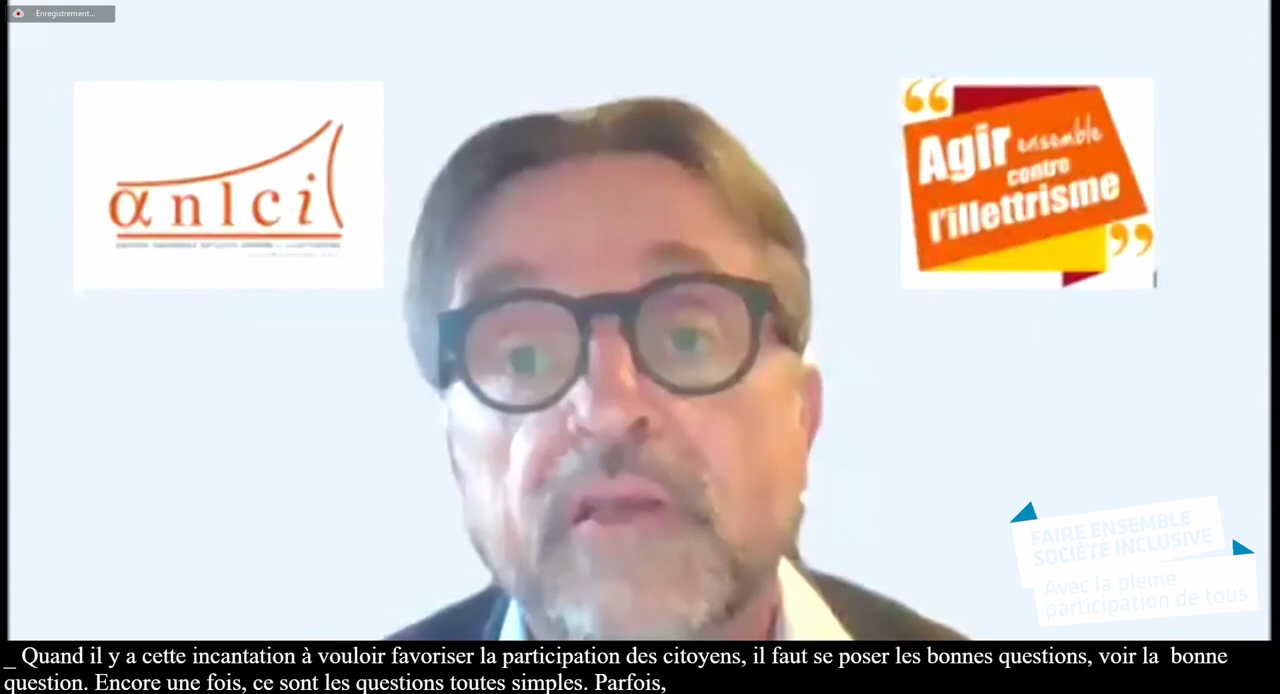 Enregistrement...
anlci
Agir ensemble
contre
l'illettrisme
FAIRE ENSEMBLE
SOCIÉTÉ INCLUSIVE
Avec la pleine
participation de tous
_ Quand il y a cette incantation à vouloir favoriser la participation des citoyens, il faut se poser les bonnes questions, voir la  bonne
question. Encore une fois, ce sont les questions toutes simples. Parfois,